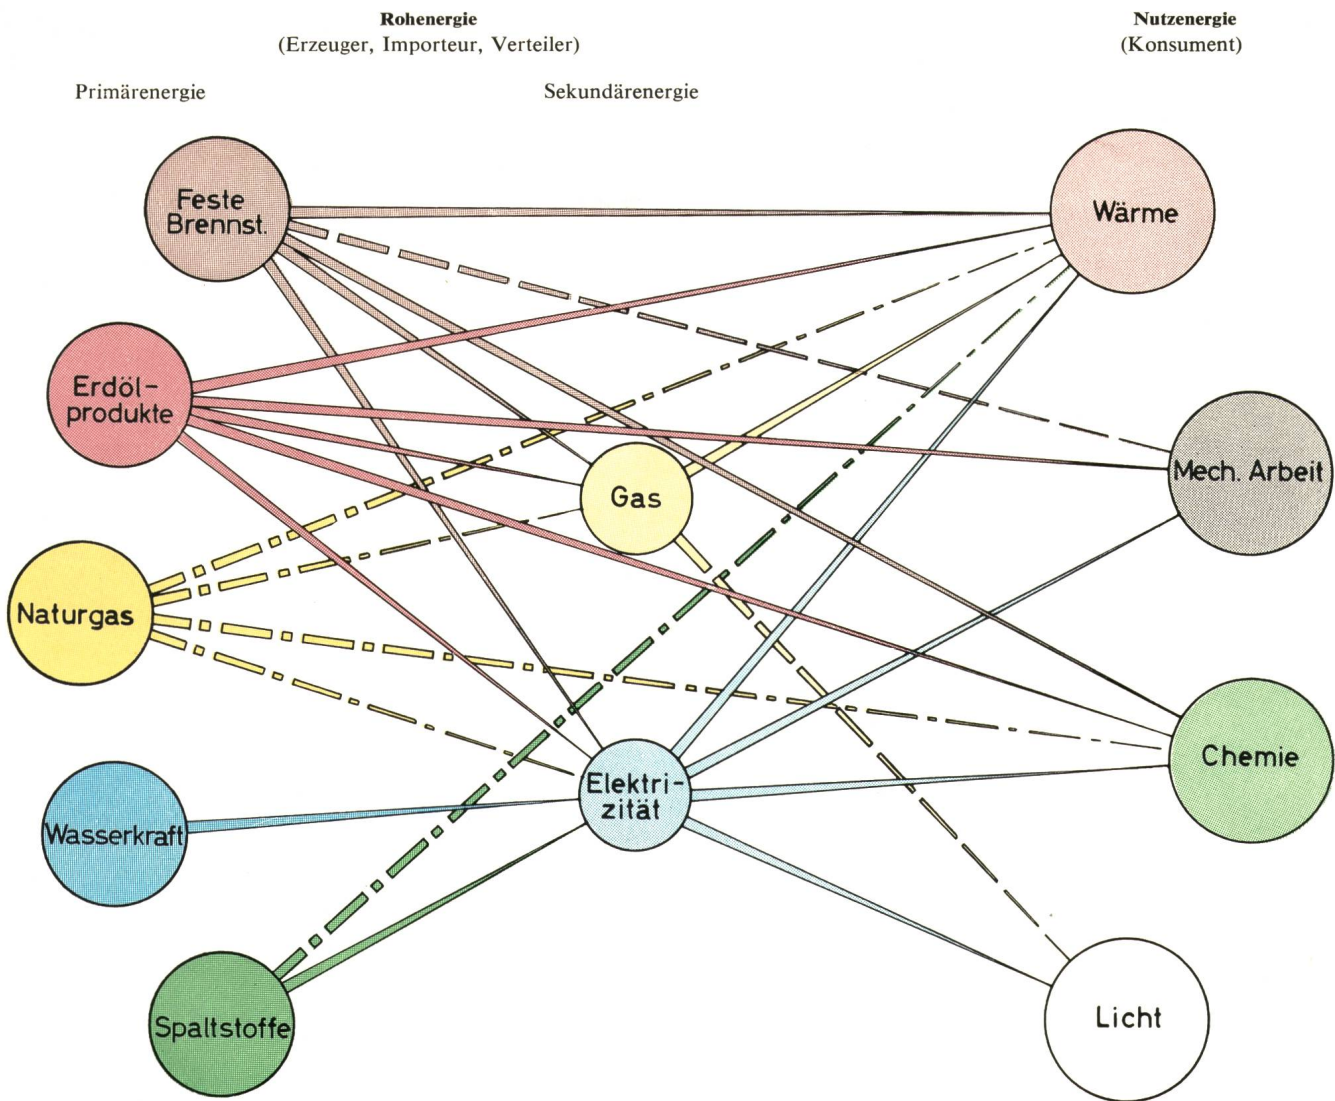 Rohenergie
(Erzeuger, Importeur, Verteiler)
Nutzenergie
(Konsument)
Primärenergie
Sekundärenergie
Feste
Brennst.
Wärme
Erdöl-
produkte
Mech. Arbeit
Gas
Naturgas
Chemie
Elektri-
zität
Wasserkraft
Spaltstoffe
Licht